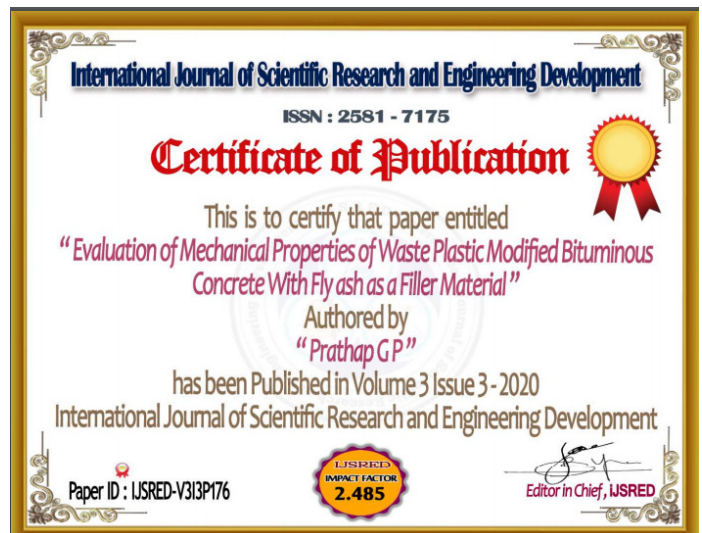 International Journal of Scientific Research and Engineering Development
ISSN : 2581 - 7175
Certificate of Publication
This is to certify that paper entitled
“ Evaluation of Mechanical Properties of Waste Plastic Modified Bituminous
Concrete With Fly ash as a Filler Material ”
Authored by
“ Prathap G P ”
has been Published in Volume 3 Issue 3 - 2020
International Journal of Scientific Research and Engineering Development
Paper ID : IJSRED-V3I3P176
IJSRED
IMPACT FACTOR
2.485
Editor in Chief , IJSRED